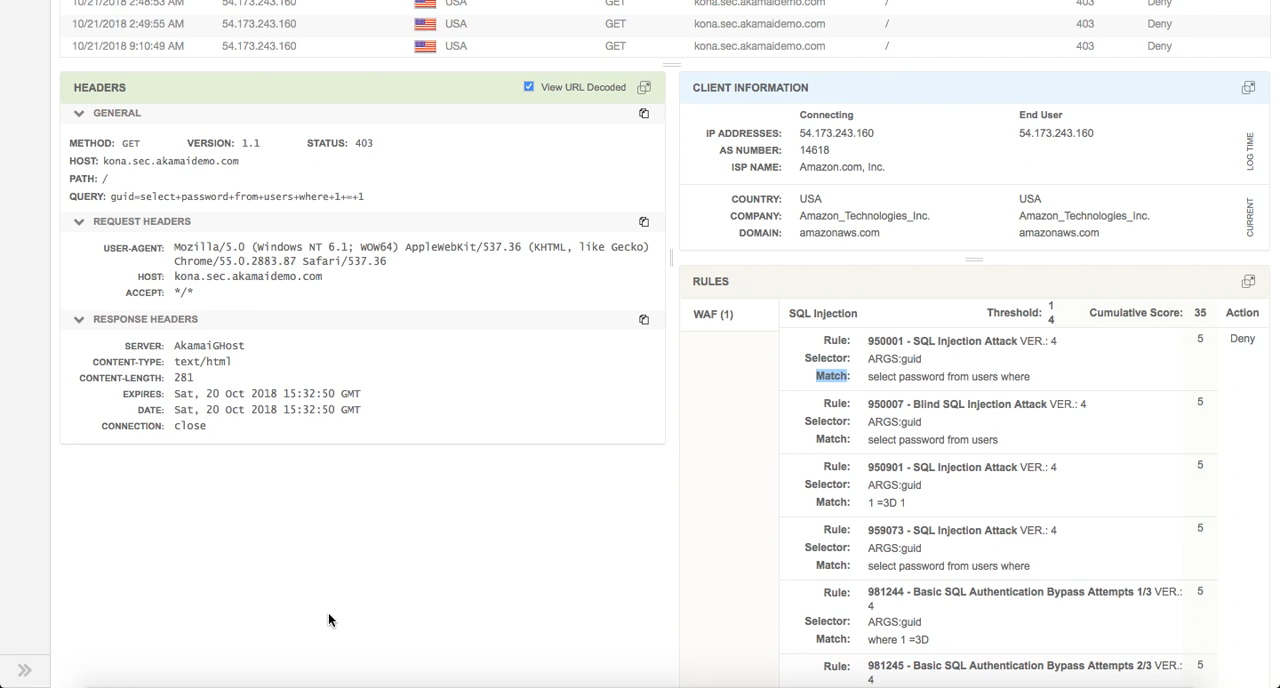 10/21/2018 2:48:53 AM 54.173.243.160 USA GET kona.sec.akamaidemo.com / 403 Deny
10/21/2018 2:49:55 AM 54.173.243.160 USA GET kona.sec.akamaidemo.com / 403 Deny
10/21/2018 9:10:49 AM 54.173.243.160 USA GET kona.sec.akamaidemo.com / 403 Deny
HEADERS View URL Decoded
GENERAL
METHOD: GET VERSION: 1.1 STATUS: 403
HOST: kona.sec.akamaidemo.com
PATH: /
QUERY: guid=select+password+from+users+where+1+=+1
REQUEST HEADERS
USER-AGENT: Mozilla/5.0 (Windows NT 6.1; WOW64) AppleWebKit/537.36 (KHTML, like Gecko)
Chrome/55.0.2883.87 Safari/537.36
HOST: kona.sec.akamaidemo.com
ACCEPT: */*
RESPONSE HEADERS
SERVER: AkamaiGHost
CONTENT-TYPE: text/html
CONTENT-LENGTH: 281
EXPIRES: Sat, 20 Oct 2018 15:32:50 GMT
DATE: Sat, 20 Oct 2018 15:32:50 GMT
CONNECTION: close
CLIENT INFORMATION
Connecting End User
IP ADDRESSES: 54.173.243.160 54.173.243.160
AS NUMBER: 14618
ISP NAME: Amazon.com, Inc.
LOG TIME
COUNTRY: USA USA
COMPANY: Amazon_Technologies_Inc. Amazon_Technologies_Inc.
DOMAIN: amazonaws.com amazonaws.com
CURRENT
RULES
WAF (1)
SQL Injection Threshold: 1 4 Cumulative Score: 35 Action
Rule: 950001 - SQL Injection Attack VER.: 4 5 Deny
Selector: ARGS:guid
Match: select password from users where
Rule: 950007 - Blind SQL Injection Attack VER.: 4 5
Selector: ARGS:guid
Match: select password from users
Rule: 950901 - SQL Injection Attack VER.: 4 5
Selector: ARGS:guid
Match: 1 =3D 1
Rule: 959073 - SQL Injection Attack VER.: 4 5
Selector: ARGS:guid
Match: select password from users where
Rule: 981244 - Basic SQL Authentication Bypass Attempts 1/3 VER.: 5
4
Selector: ARGS:guid
Match: where 1 =3D
Rule: 981245 - Basic SQL Authentication Bypass Attempts 2/3 VER.: 5
4